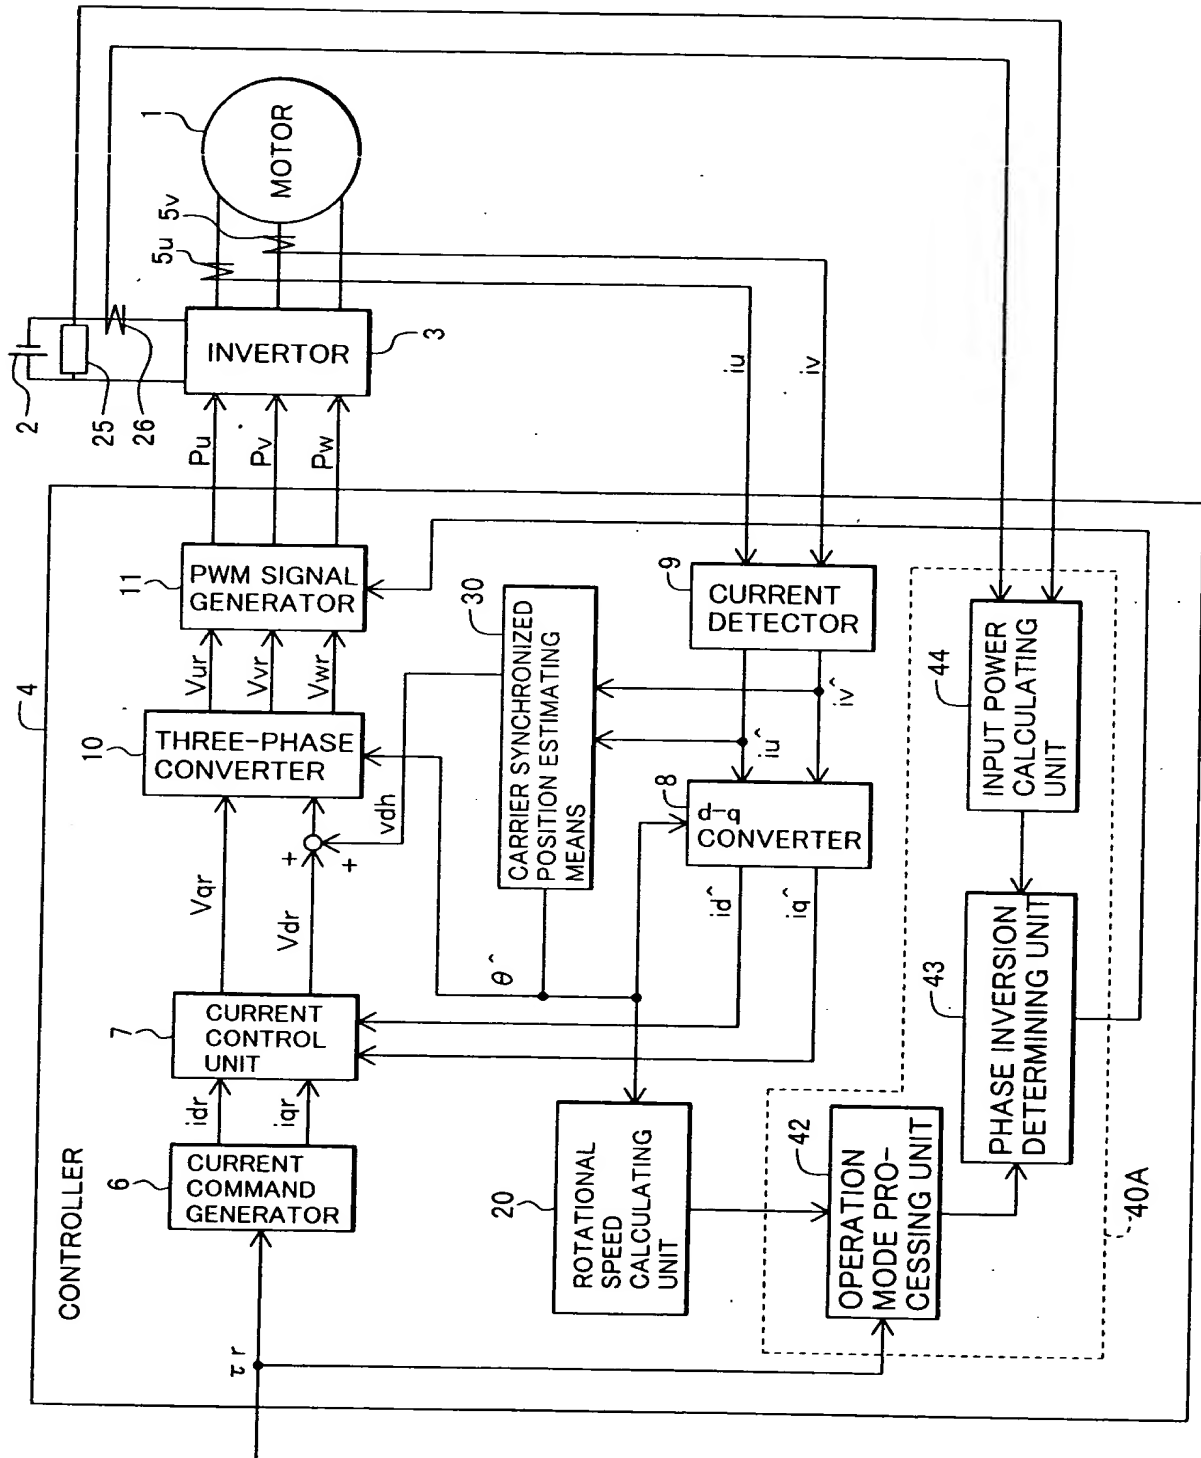 CONTROLLER
4
τr
6
CURRENT
COMMAND
GENERATOR
idr
iqr
7
CURRENT
CONTROL
UNIT
Vqr
Vdr
+
+
vdh
10
THREE-PHASE
CONVERTER
Vur
Vvr
Vwr
11
PWM SIGNAL
GENERATOR
Pu
Pv
Pw
2
25
26
INVERTOR
3
5u
5v
1
MOTOR
θ^
30
CARRIER SYNCHRONIZED
POSITION ESTIMATING
MEANS
id^
iq^
8
d-q
CONVERTER
iu^
iv^
9
CURRENT
DETECTOR
iu
iv
20
ROTATIONAL
SPEED
CALCULATING
UNIT
42
OPERATION
MODE PRO-
CESSING UNIT
43
PHASE INVERSION
DETERMINING UNIT
44
INPUT POWER
CALCULATING
UNIT
40A